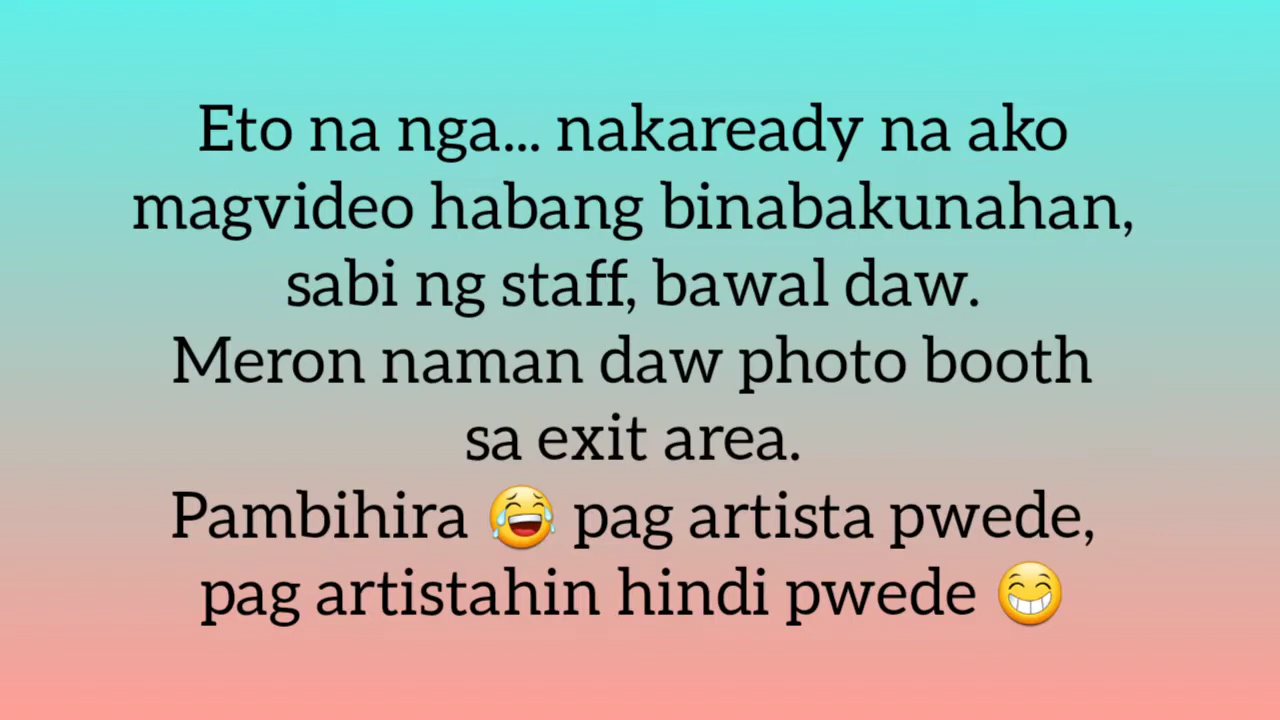 Eto na nga... nakaready na ako
magvideo habang binabakunahan,
sabi ng staff, bawal daw.
Meron naman daw photo booth
sa exit area.
Pambihira 😂 pag artista pwede,
pag artistahin hindi pwede 😁